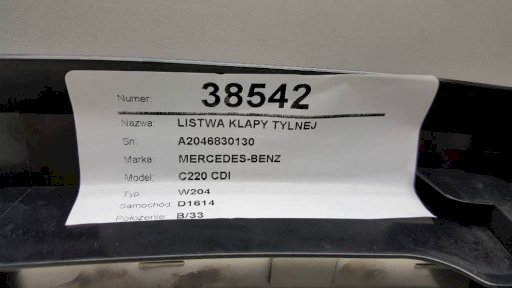 Numer: 38542
Nazwa: LISTWA KLAPY TYLNEJ
Sn: A2046830130
Marka: MERCEDES-BENZ
Model: C220 CDI
Typ: W204
Samochód: D1614
Położenie: B/33